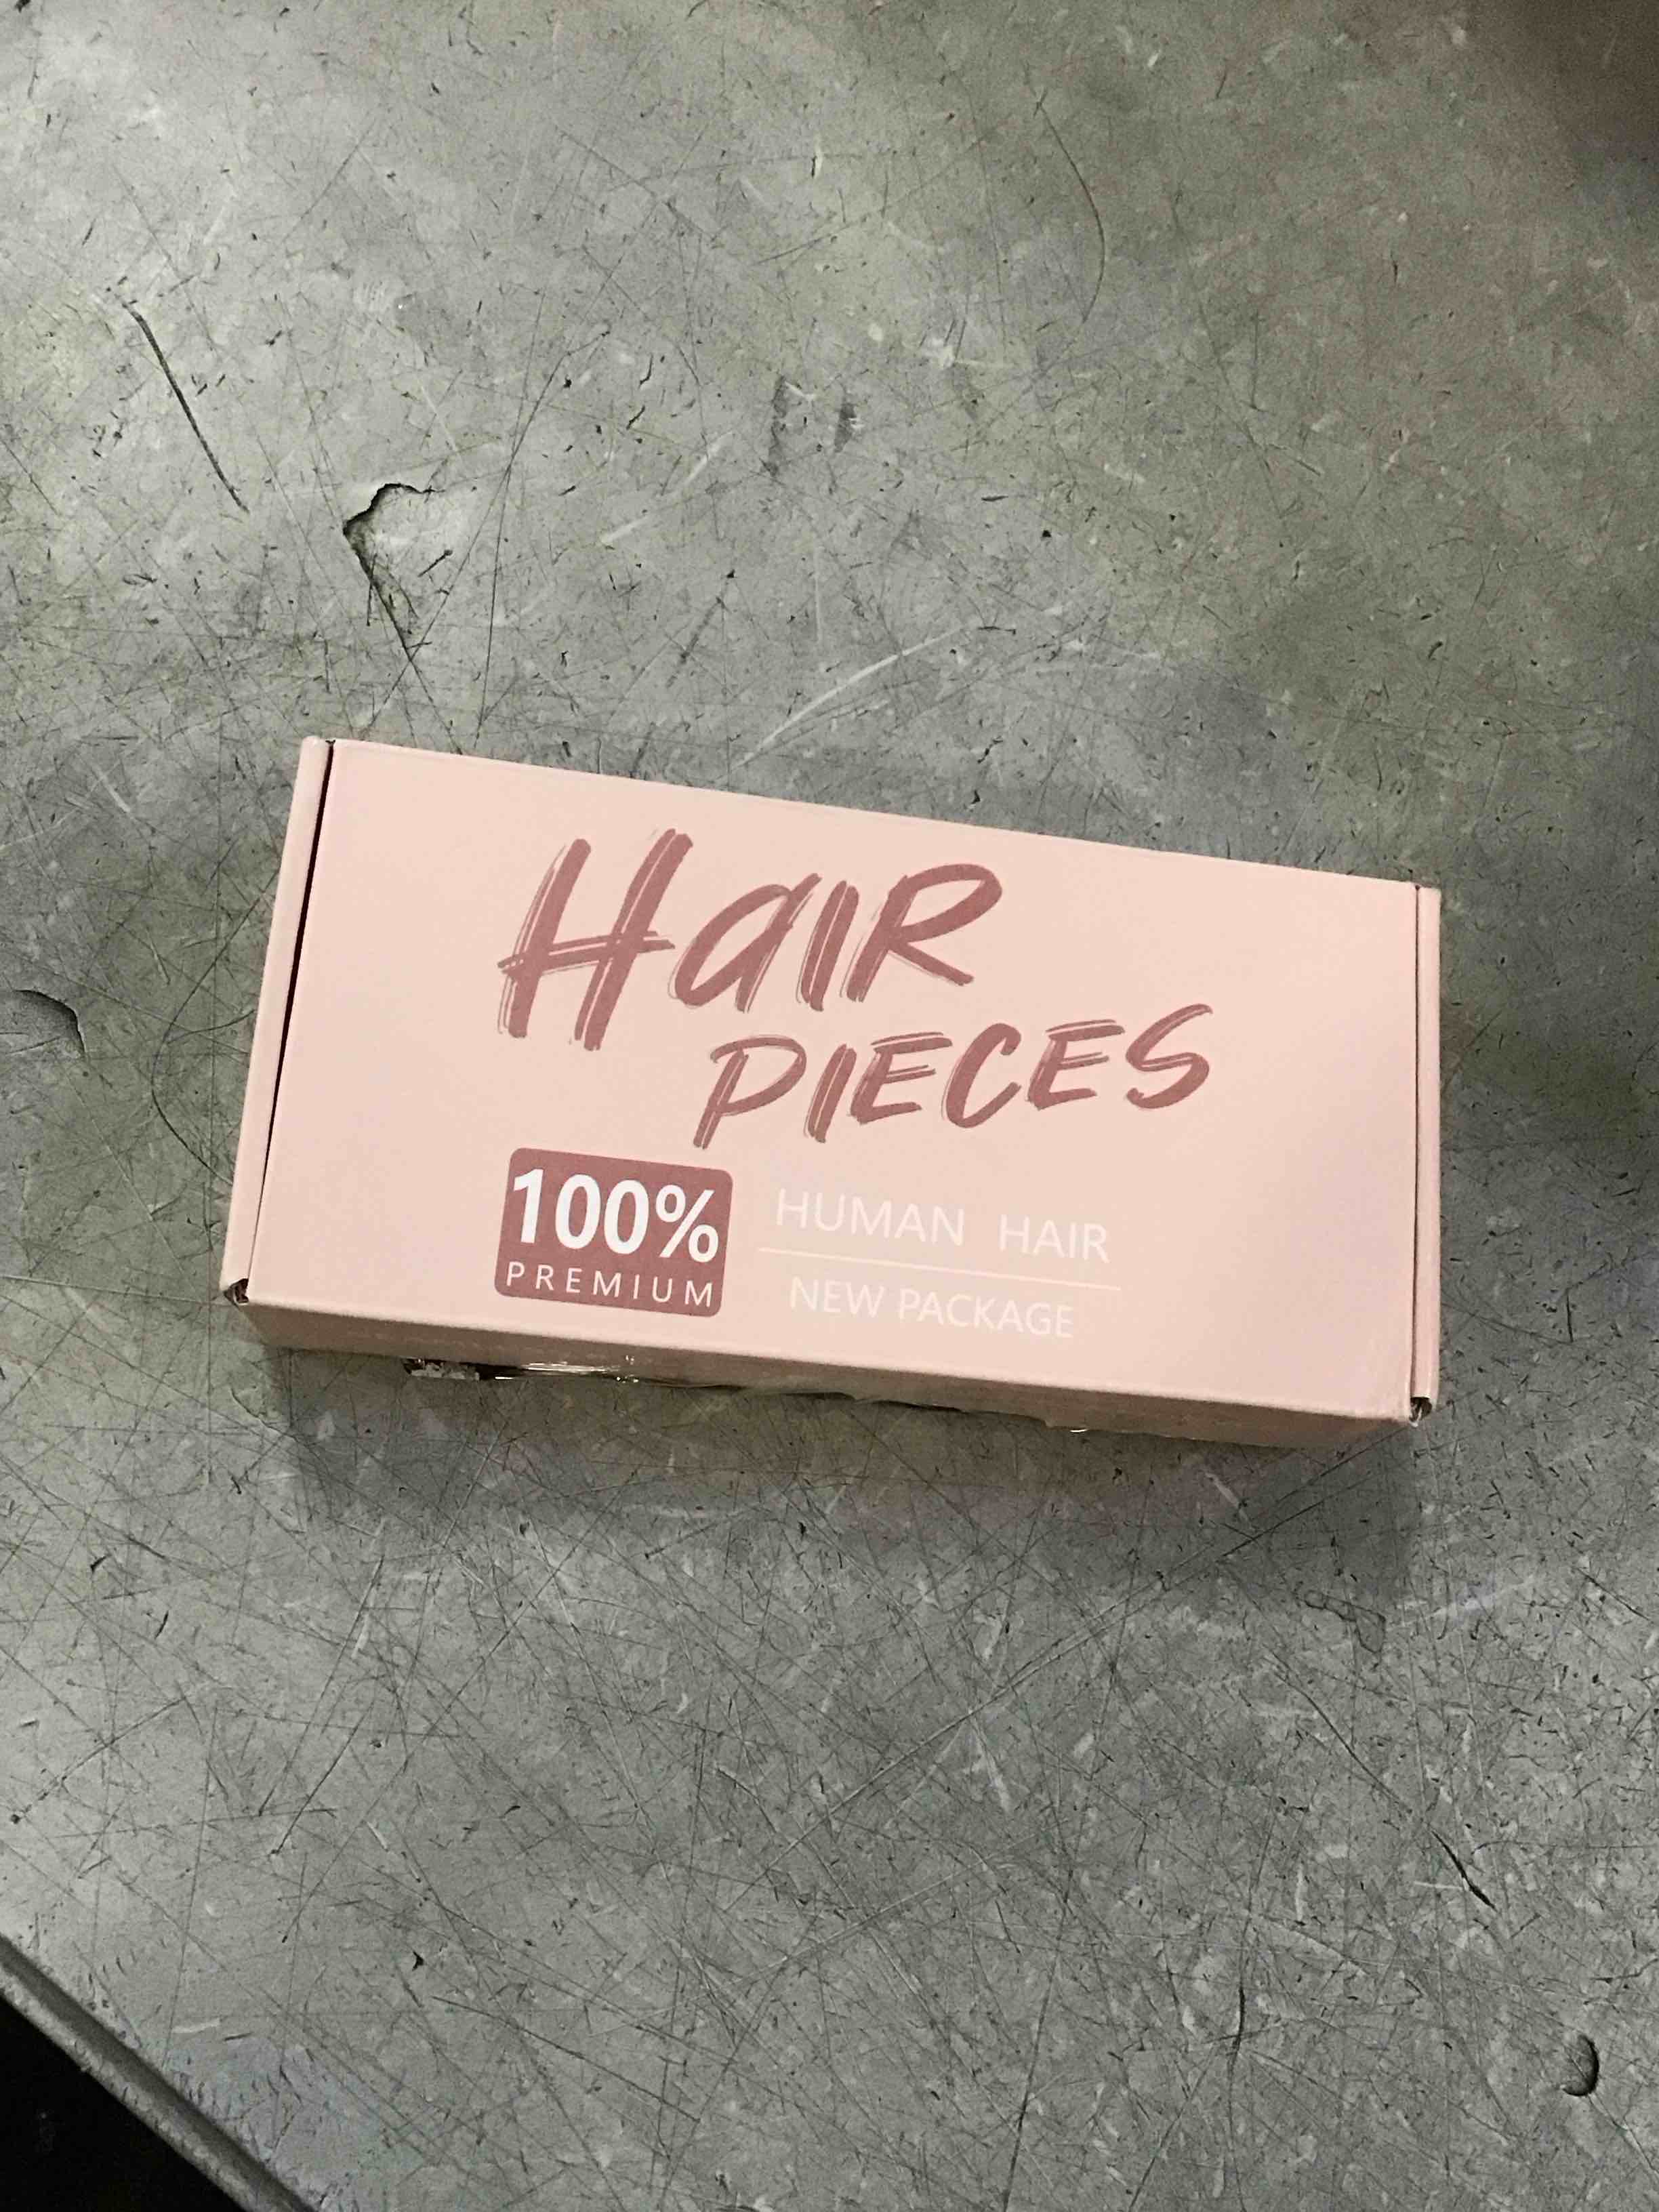 Hair
PIECES
100%
PREMIUM
HUMAN HAIR
NEW PACKAGE